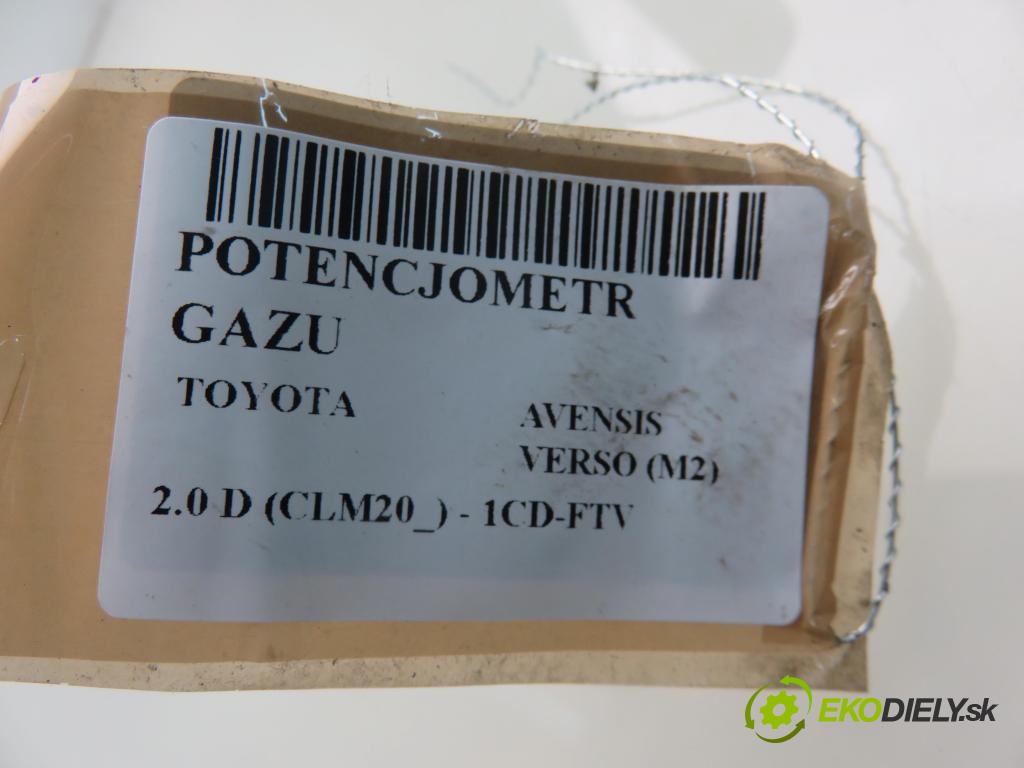 POTENCJOMETR
GAZU
TOYOTA
AVENSIS
VERSO (M2)
2.0 D (CLM20_) - 1CD-FTV
EKODIELY.sk